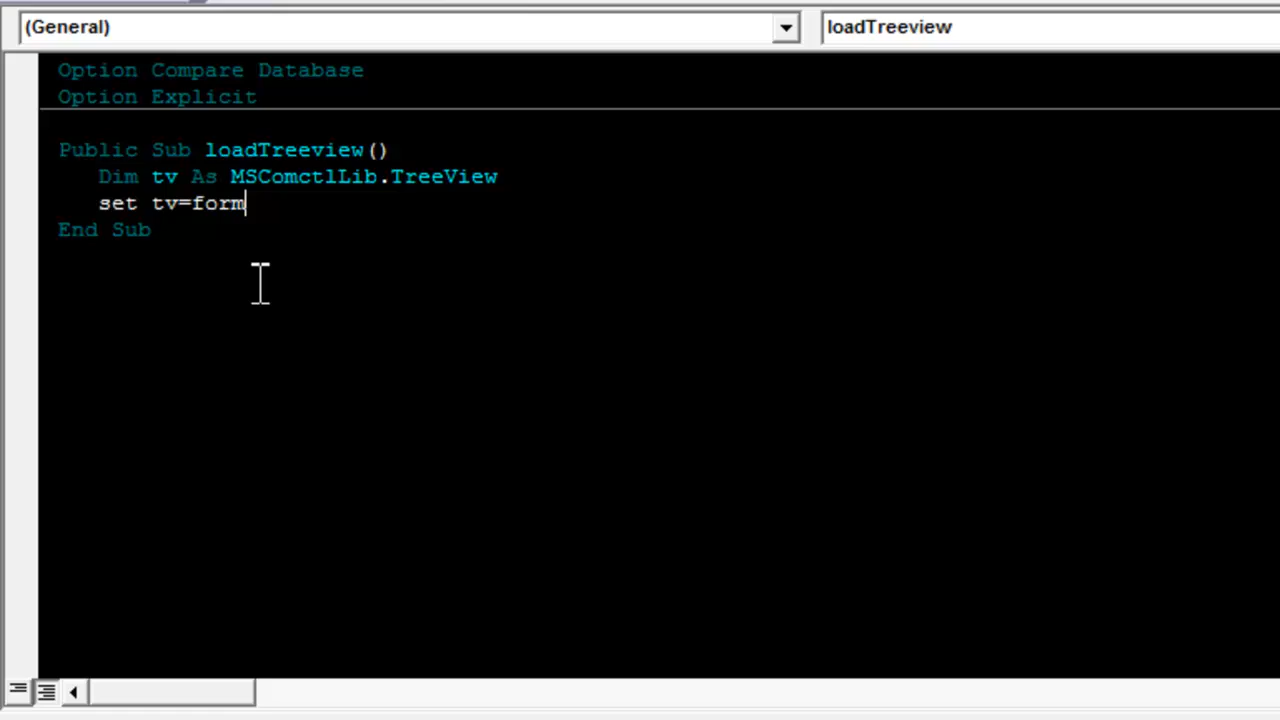 (General)
loadTreeview
Option Compare Database
Option Explicit
Public Sub loadTreeview()
Dim tv As MSComctlLib.TreeView
set tv=form
End Sub